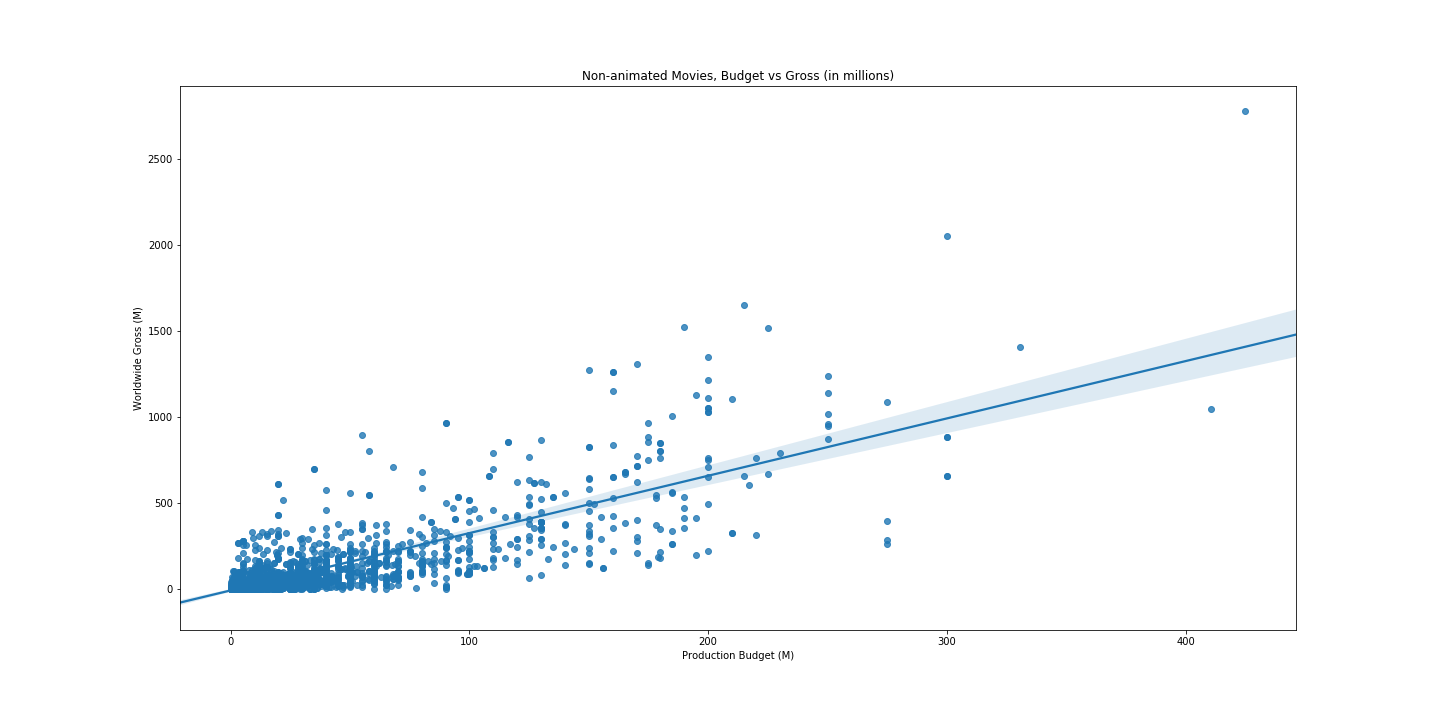 Non-animated Movies, Budget vs Gross (in millions)
2500
2000
1500
1000
500
0
Worldwide Gross (M)
0 100 200 300 400
Production Budget (M)